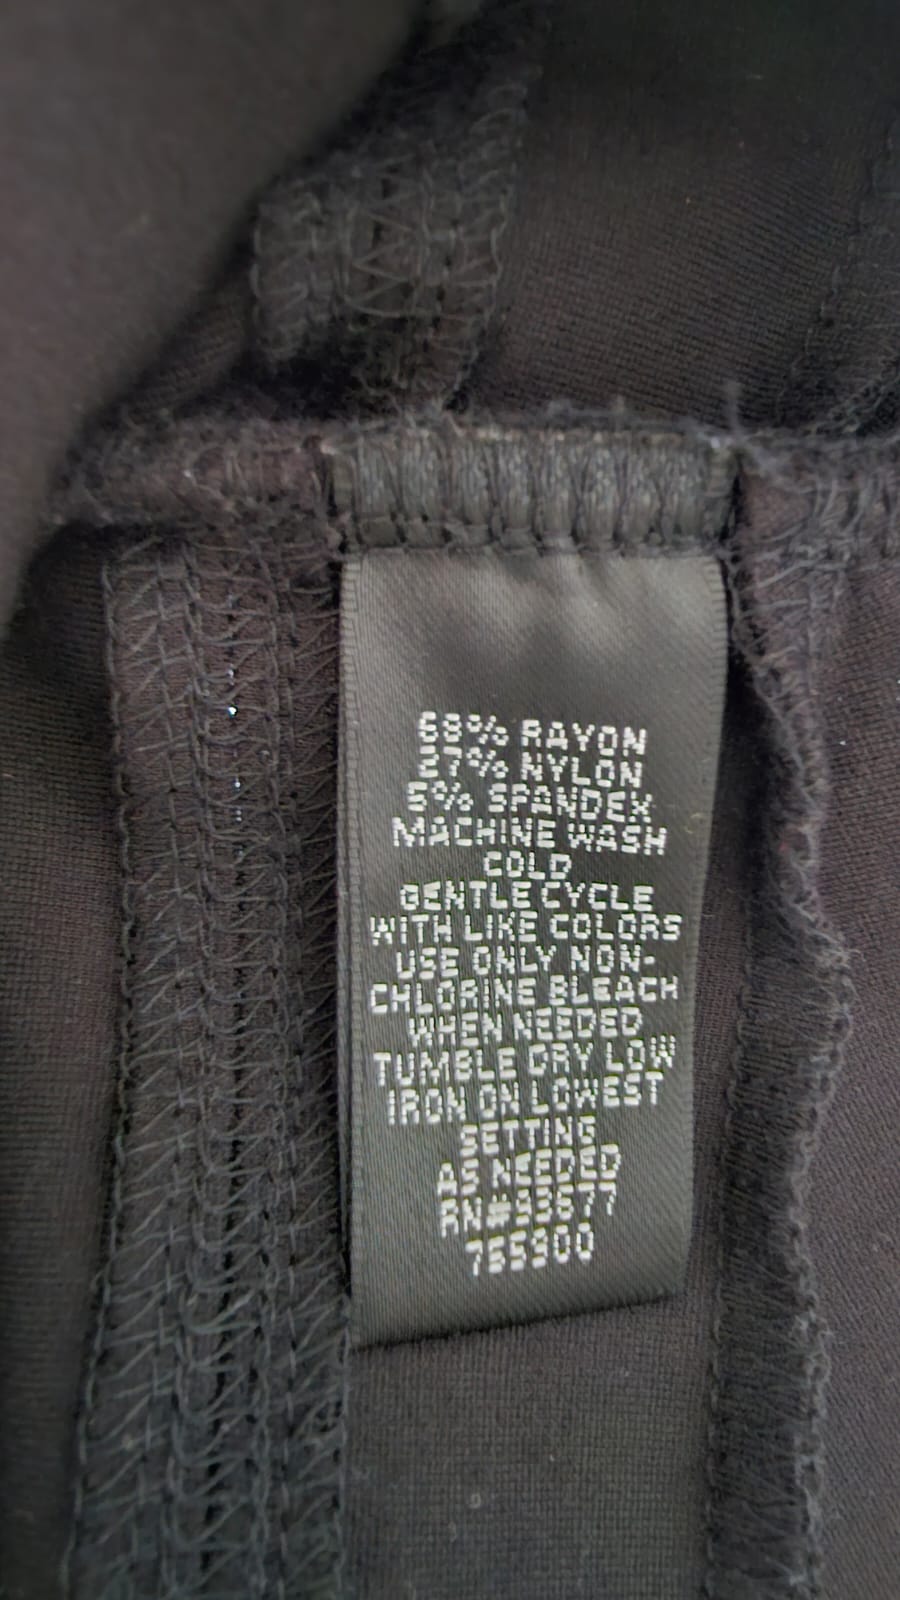 68% RAYON
27% NYLON
5% SPANDEX
MACHINE WASH
COLD
GENTLE CYCLE
WITH LIKE COLORS
USE ONLY NON-
CHLORINE BLEACH
WHEN NEEDED
TUMBLE DRY LOW
IRON ON LOWEST
SETTING
AS NEEDED
RN#93677
765900